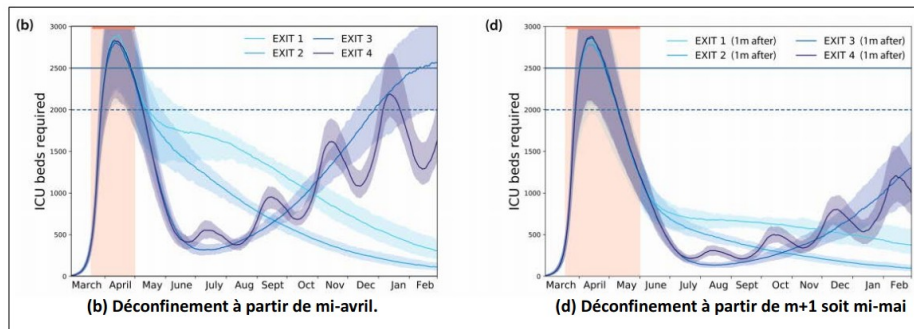 (b)
EXIT 1
EXIT 2
EXIT 3
EXIT 4
ICU beds required
3000
2500
2000
1500
1000
500
0
March April May June July Aug Sept Oct Nov Dec Jan Feb
(b) Déconfinement à partir de mi-avril.
(d)
EXIT 1 (1m after)
EXIT 2 (1m after)
EXIT 3 (1m after)
EXIT 4 (1m after)
ICU beds required
3000
2500
2000
1500
1000
500
0
March April May June July Aug Sept Oct Nov Dec Jan Feb
(d) Déconfinement à partir de m+1 soit mi-mai